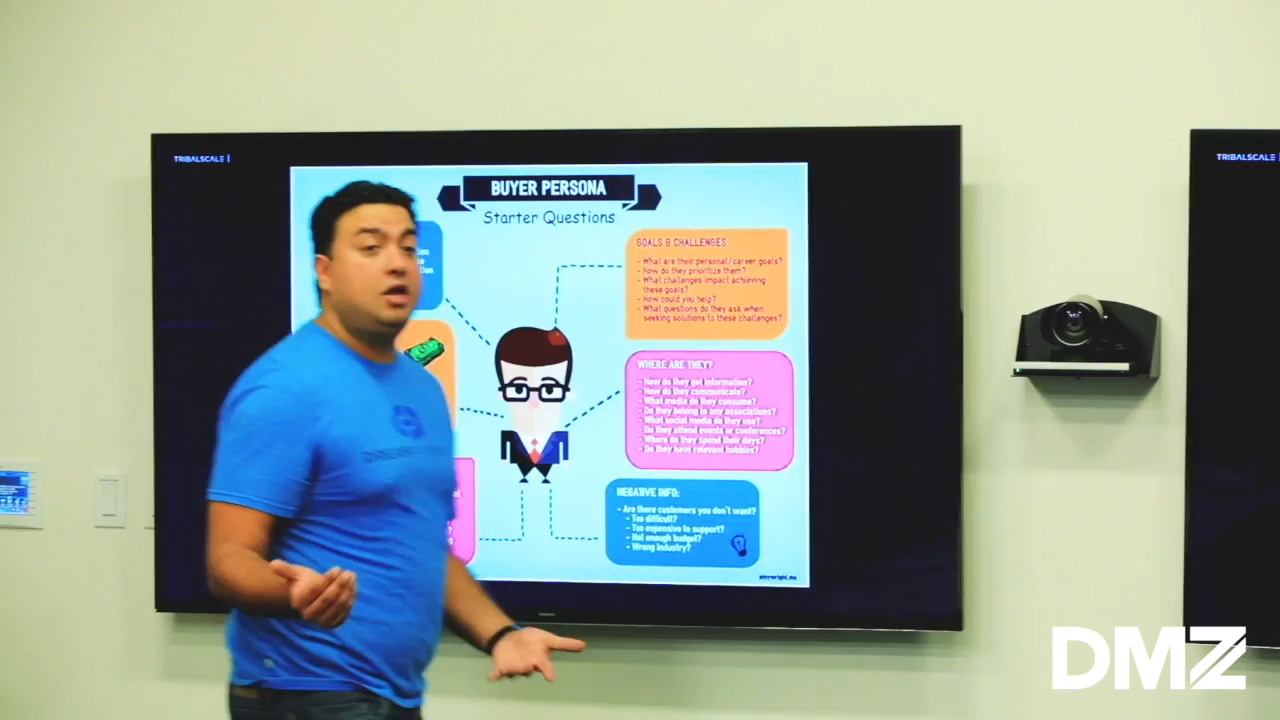 TRIBALSCALE
TRIBALSCALE
BUYER PERSONA
Starter Questions
GOALS & CHALLENGES
- What are their personal/career goals?
- How do they prioritize them?
- What challenges impact achieving
these goals?
- How could you help?
- What questions do they ask when
seeking solutions to these challenges?
WHERE ARE THEY?
- How do they get information?
- How do they communicate?
- What media do they consume?
- Do they belong to any associations?
- What social media do they use?
- Do they attend events or conferences?
- Where do they spend their days?
- Do they have relevant hobbies?
NEGATIVE INFO:
- Are there customers you don't want?
- Too difficult?
- Too expensive to support?
- Not enough budget?
- Wrong industry?
SAMSUNG
DMZ